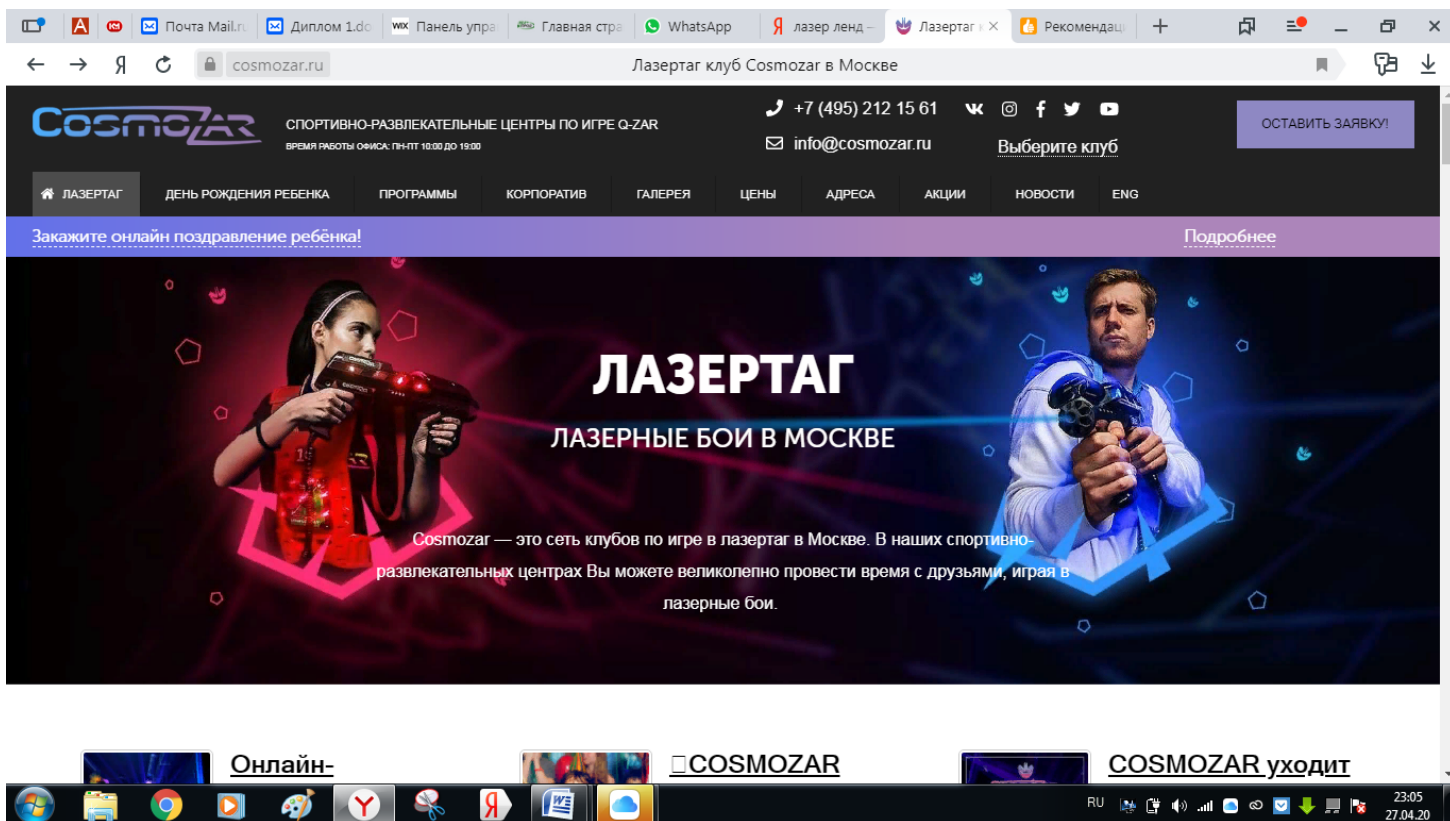 Почта Mail.ru
Диплом 1.do
WIX Панель упра
Главная стра
WhatsApp
лазер ленд –
Лазертаг к
Рекомендац
cosmozar.ru
Лазертаг клуб Cosmozar в Москве
COSMOZAR
СПОРТИВНО-РАЗВЛЕКАТЕЛЬНЫЕ ЦЕНТРЫ ПО ИГРЕ Q-ZAR
ВРЕМЯ РАБОТЫ ОФИСА: ПН-ПТ 10:00 ДО 19:00
+7 (495) 212 15 61
info@cosmozar.ru
Выберите клуб
ОСТАВИТЬ ЗАЯВКУ!
ЛАЗЕРТАГ
ДЕНЬ РОЖДЕНИЯ РЕБЕНКА
ПРОГРАММЫ
КОРПОРАТИВ
ГАЛЕРЕЯ
ЦЕНЫ
АДРЕСА
АКЦИИ
НОВОСТИ
ENG
Закажите онлайн поздравление ребёнка!
Подробнее
ЛАЗЕРТАГ
ЛАЗЕРНЫЕ БОИ В МОСКВЕ
Cosmozar — это сеть клубов по игре в лазертаг в Москве. В наших спортивно-
развлекательных центрах Вы можете великолепно провести время с друзьями, играя в
лазерные бои.
Онлайн-
COSMOZAR
COSMOZAR уходит
RU
23:05
27.04.20